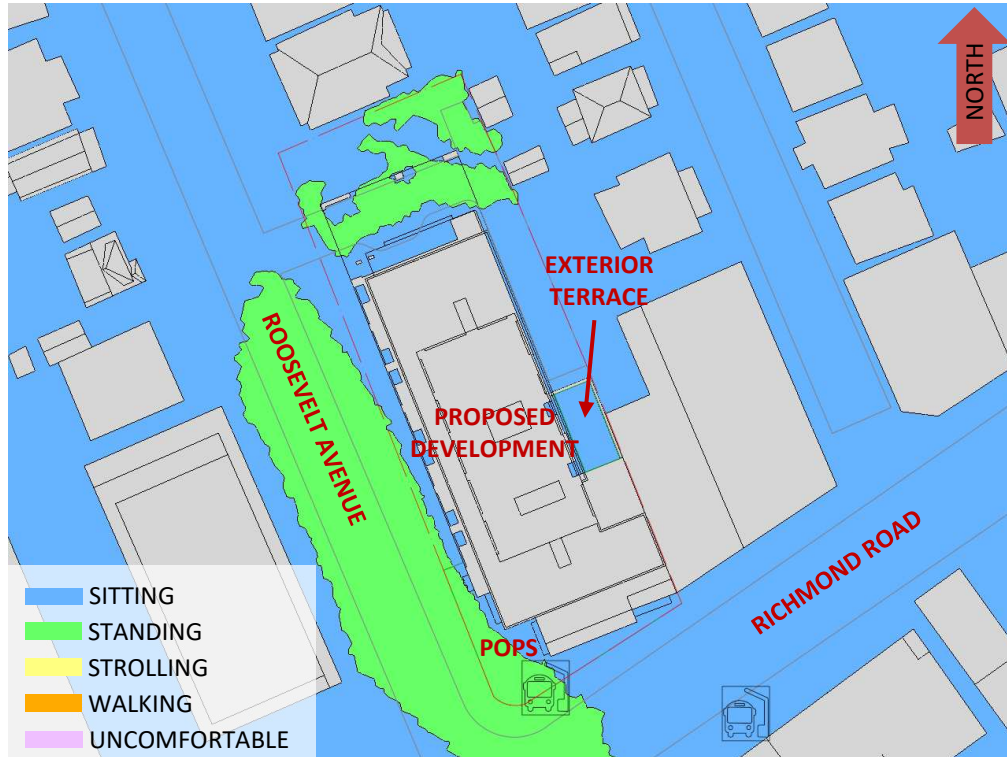 NORTH
EXTERIOR
TERRACE
ROOSEVELT AVENUE
PROPOSED
DEVELOPMENT
RICHMOND ROAD
POPS
SITTING
STANDING
STROLLING
WALKING
UNCOMFORTABLE